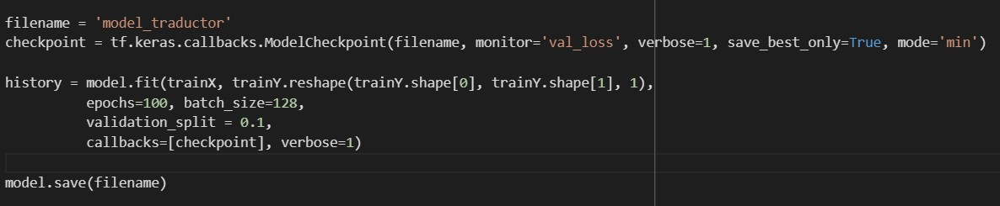 filename = 'model_traductor'
checkpoint = tf.keras.callbacks.ModelCheckpoint(filename, monitor='val_loss', verbose=1, save_best_only=True, mode='min')
history = model.fit(trainX, trainY.reshape(trainY.shape[0], trainY.shape[1], 1),
epochs=100, batch_size=128,
validation_split = 0.1,
callbacks=[checkpoint], verbose=1)
model.save(filename)